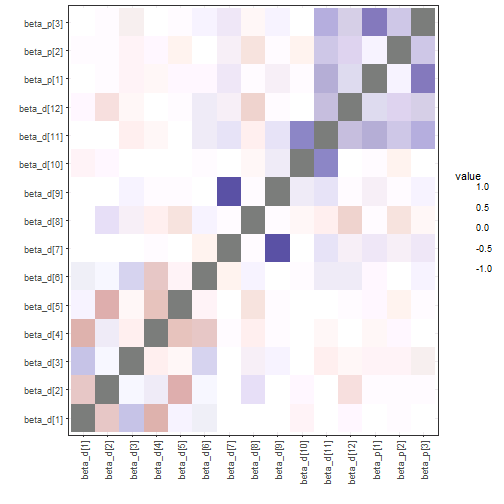 beta_p[3]
beta_p[2]
beta_p[1]
beta_d[12]
beta_d[11]
beta_d[10]
beta_d[9]
beta_d[8]
beta_d[7]
beta_d[6]
beta_d[5]
beta_d[4]
beta_d[3]
beta_d[2]
beta_d[1]
value
1.0
0.5
0.0
-0.5
-1.0
beta_d[1]
beta_d[2]
beta_d[3]
beta_d[4]
beta_d[5]
beta_d[6]
beta_d[7]
beta_d[8]
beta_d[9]
beta_d[10]
beta_d[11]
beta_d[12]
beta_p[1]
beta_p[2]
beta_p[3]